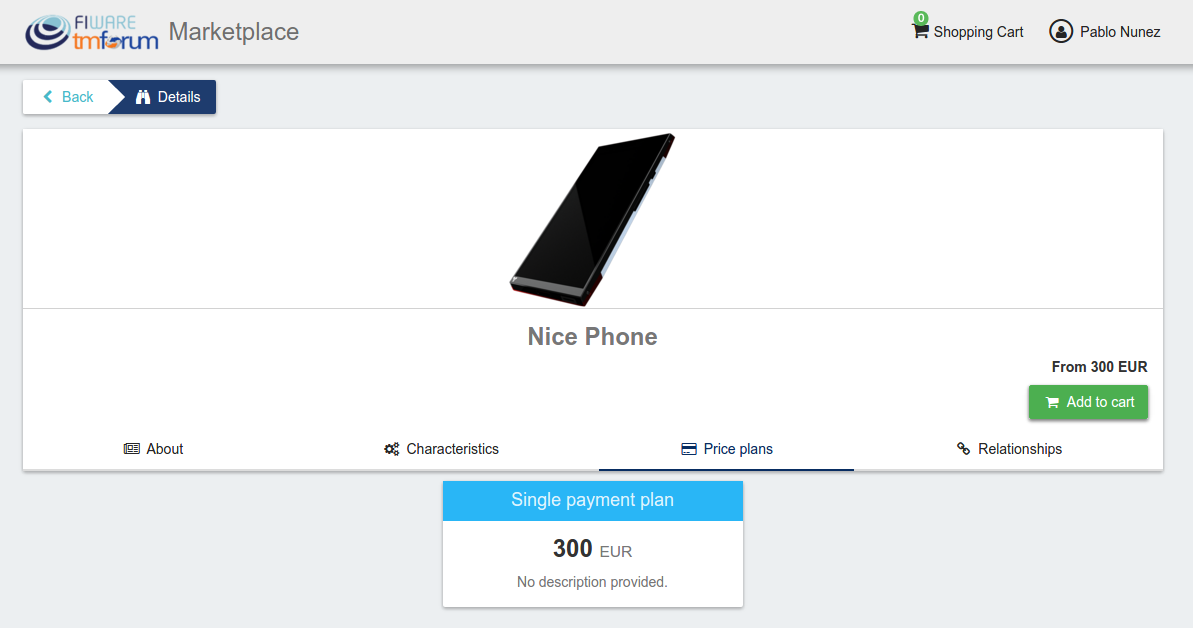 FIWARE
tmforum
Marketplace
0
Shopping Cart
Pablo Nunez
Back
Details
Nice Phone
From 300 EUR
Add to cart
About
Characteristics
Price plans
Relationships
Single payment plan
300 EUR
No description provided.